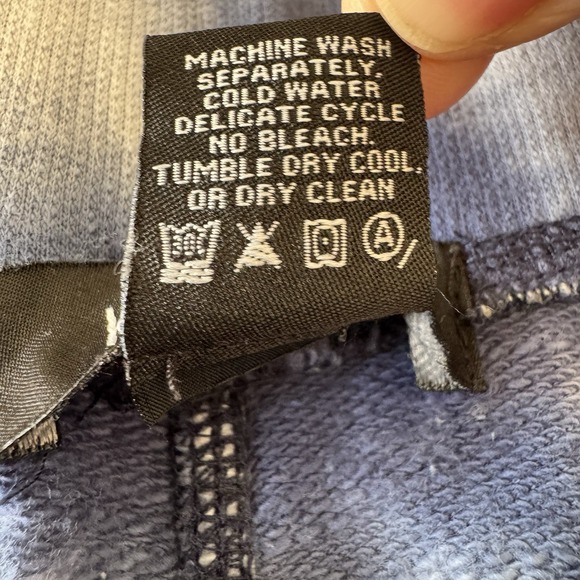 MACHINE WASH
SEPARATELY,
COLD WATER
DELICATE CYCLE
NO BLEACH.
TUMBLE DRY COOL.
OR DRY CLEAN
A